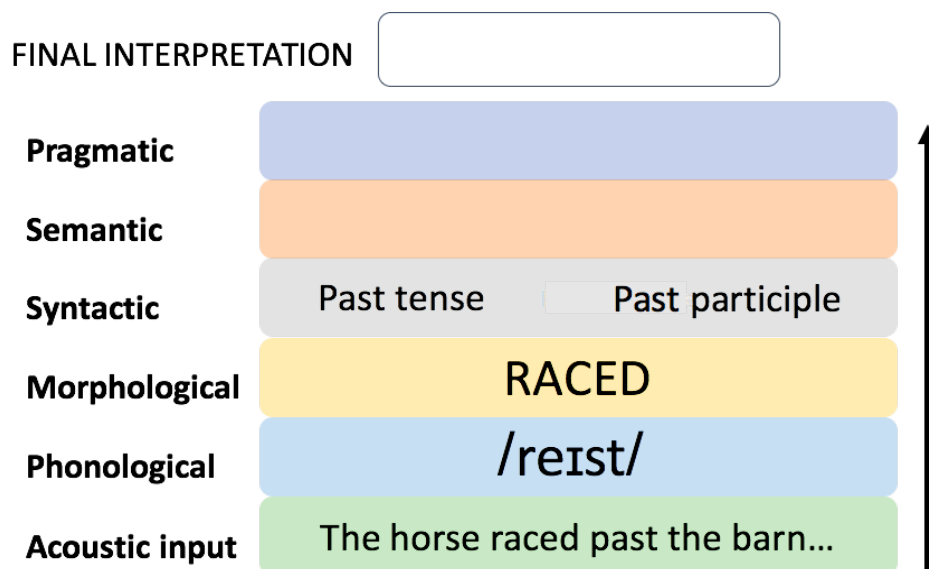 FINAL INTERPRETATION
Pragmatic
Semantic
Syntactic Past tense Past participle
Morphological RACED
Phonological /reɪst/
Acoustic input The horse raced past the barn...